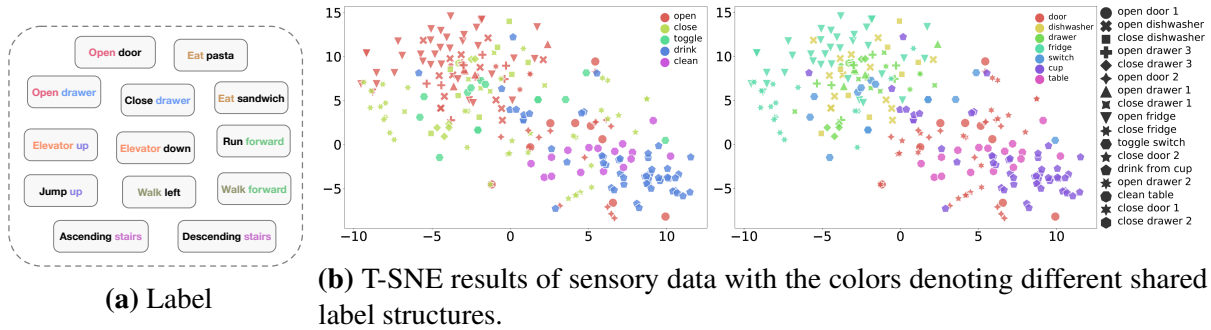 Open door
Eat pasta
Open drawer
Close drawer
Eat sandwich
Elevator up
Elevator down
Run forward
Jump up
Walk left
Walk forward
Ascending stairs
Descending stairs
(a) Label
15
10
5
0
−5
−10
−5
0
5
10
open
close
toggle
drink
clean
15
10
5
0
−5
−10
−5
0
5
10
door
dishwasher
drawer
fridge
switch
cup
table
open door 1
open dishwasher
close dishwasher
open drawer 3
close drawer 3
open door 2
open drawer 1
close drawer 1
open fridge
close fridge
toggle switch
close door 2
drink from cup
open drawer 2
clean table
close door 1
close drawer 2
(b) T-SNE results of sensory data with the colors denoting different shared
label structures.